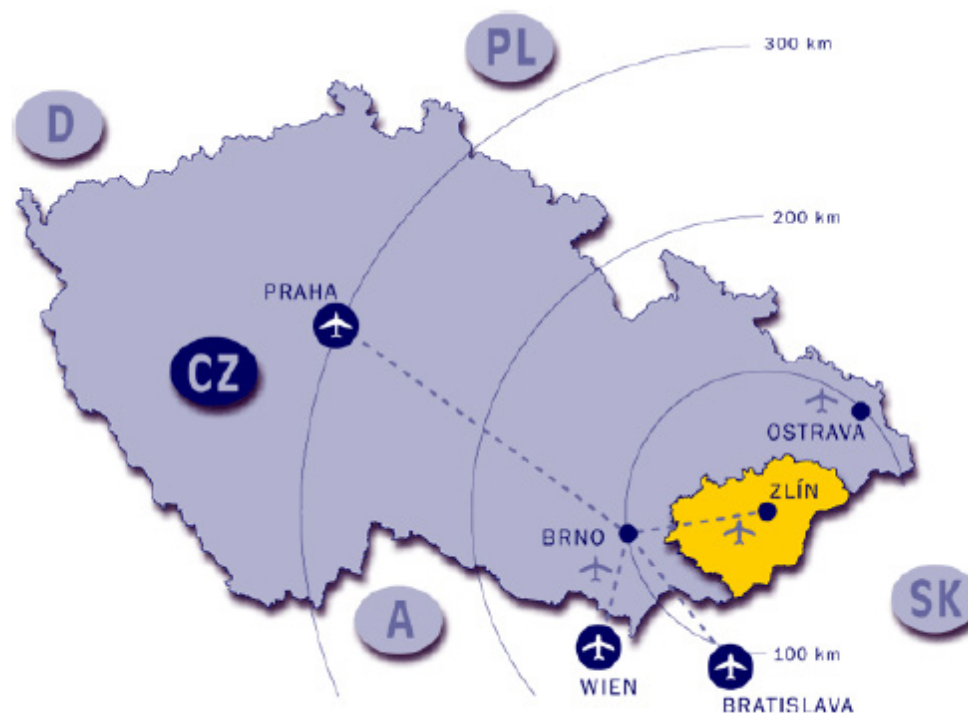 PL
300 km
D
200 km
PRAHA
CZ
OSTRAVA
ZLÍN
BRNO
A
SK
100 km
WIEN
BRATISLAVA